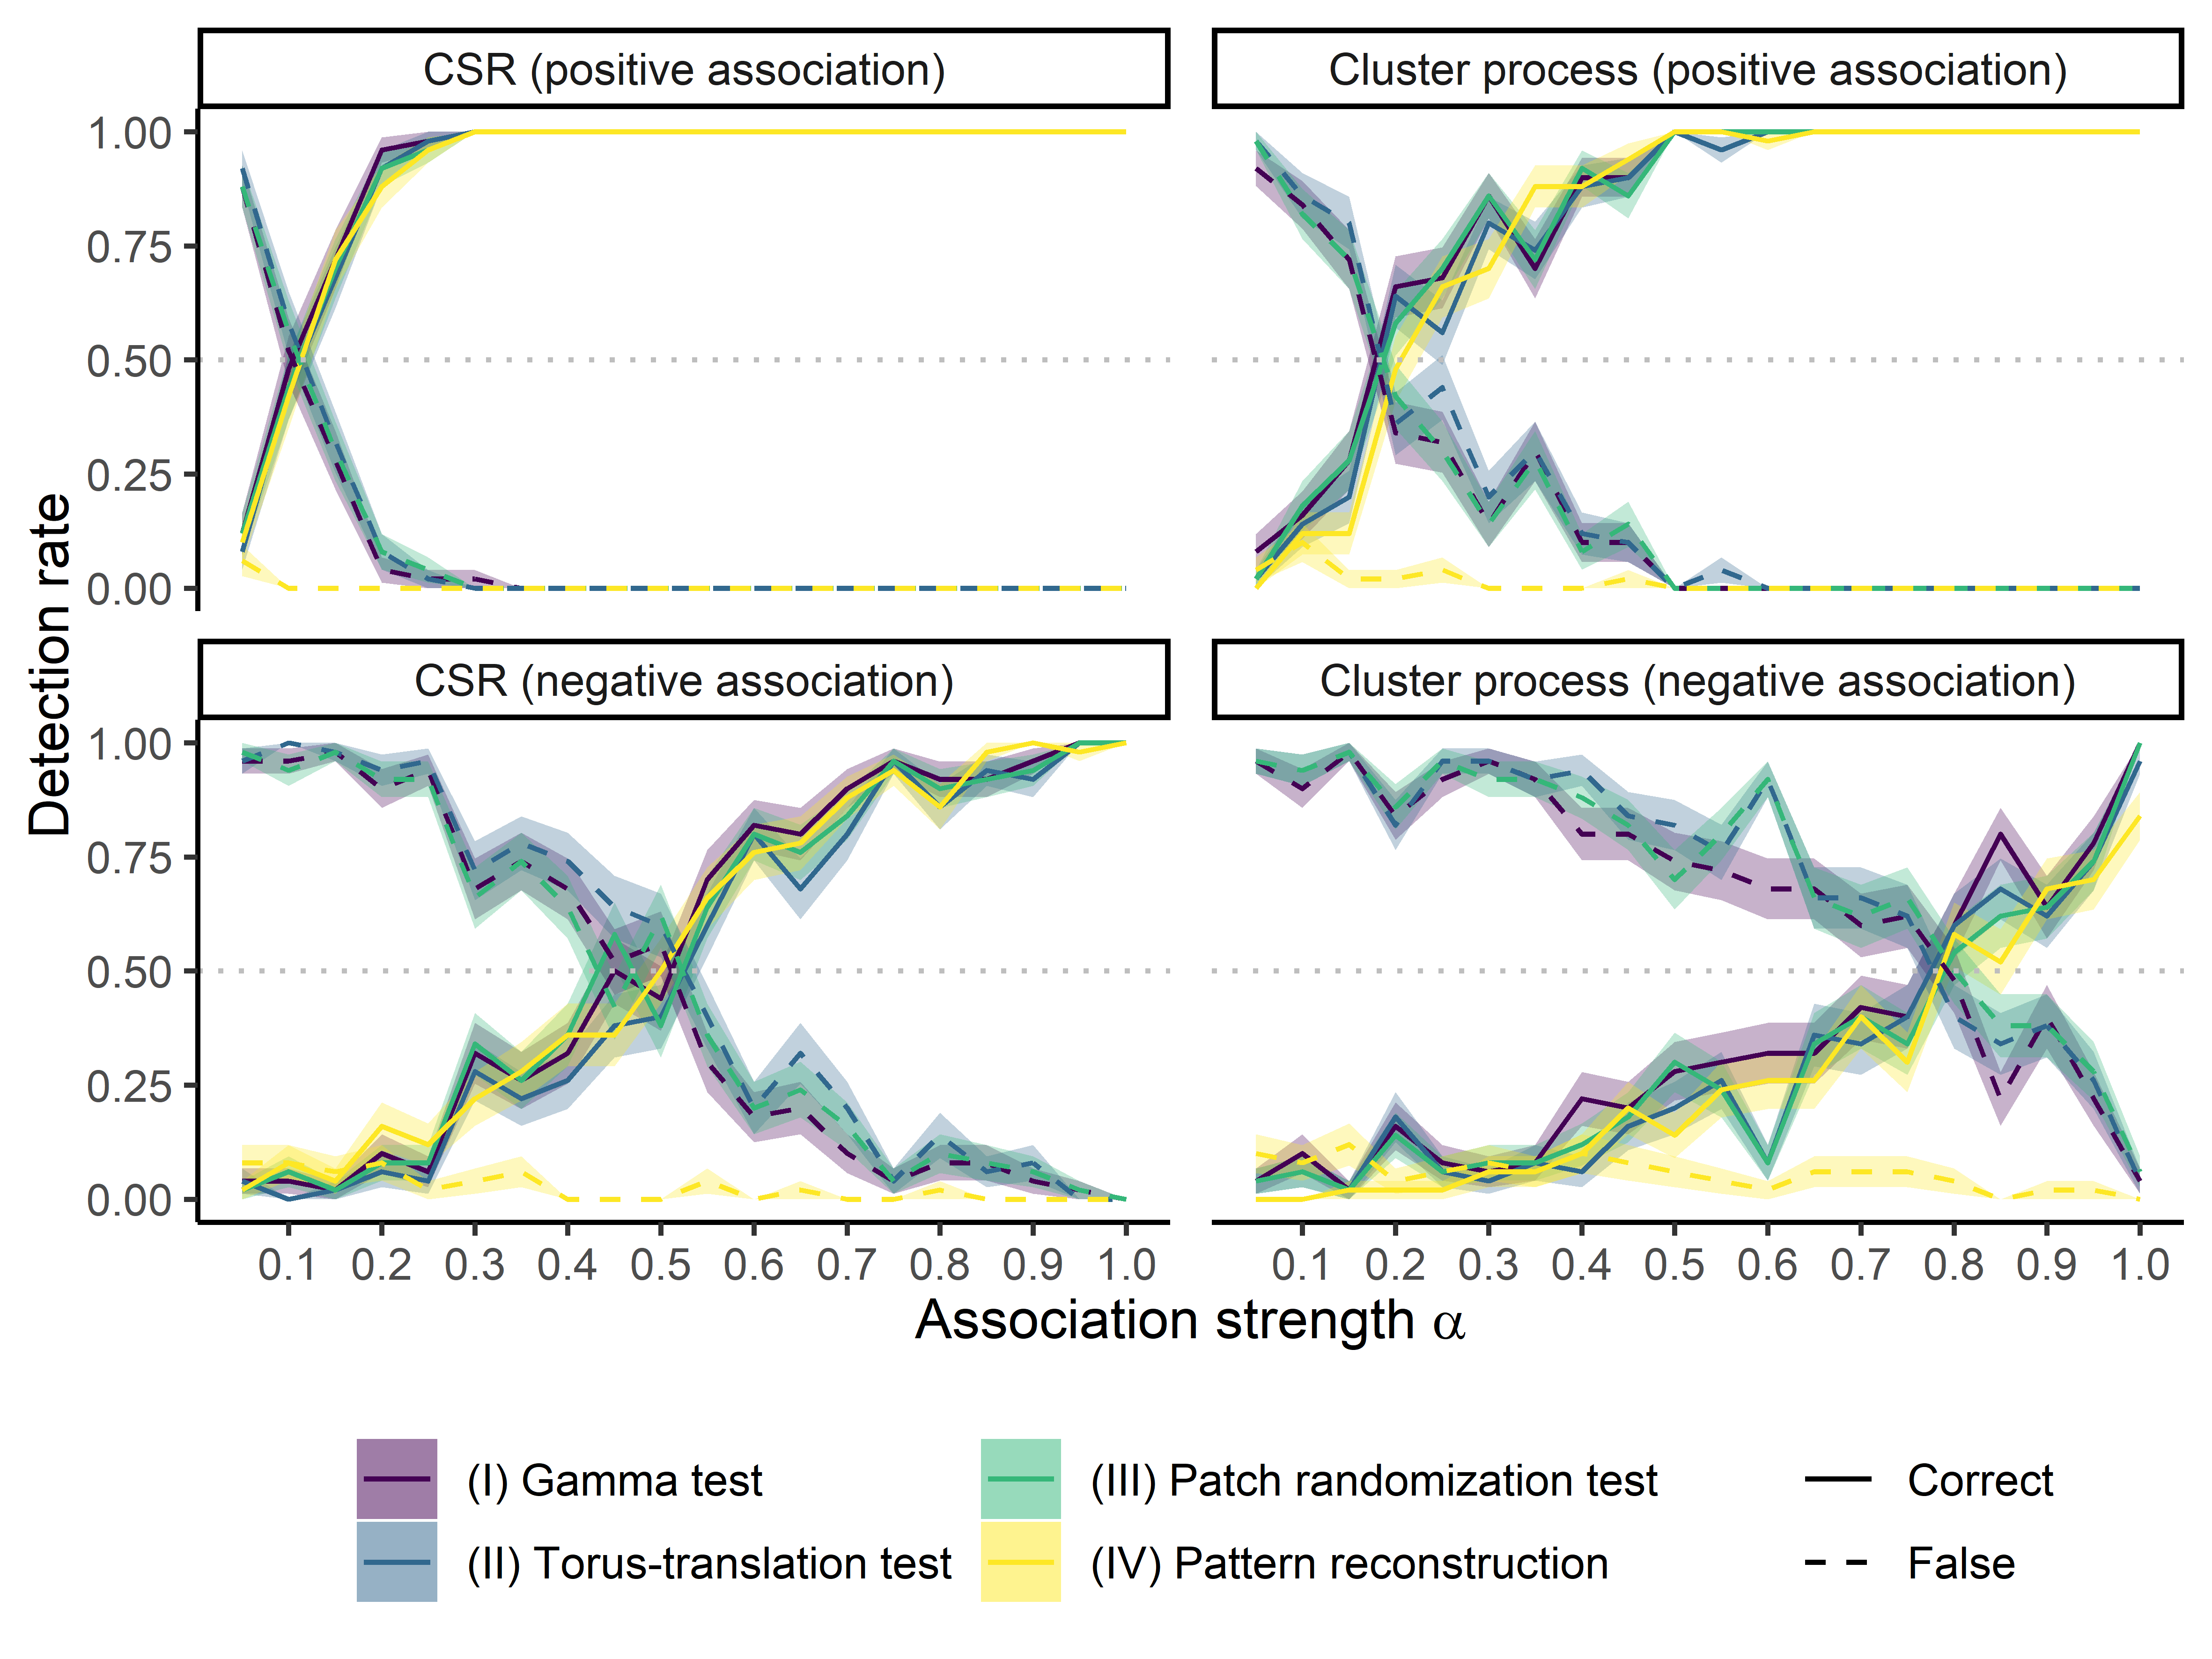 CSR (positive association)
Cluster process (positive association)
1.00
0.75
0.50
0.25
0.00
Detection rate
CSR (negative association)
Cluster process (negative association)
1.00
0.75
0.50
0.25
0.00
0.1 0.2 0.3 0.4 0.5 0.6 0.7 0.8 0.9 1.0
0.1 0.2 0.3 0.4 0.5 0.6 0.7 0.8 0.9 1.0
Association strength α
(I) Gamma test
(II) Torus-translation test
(III) Patch randomization test
(IV) Pattern reconstruction
Correct
False